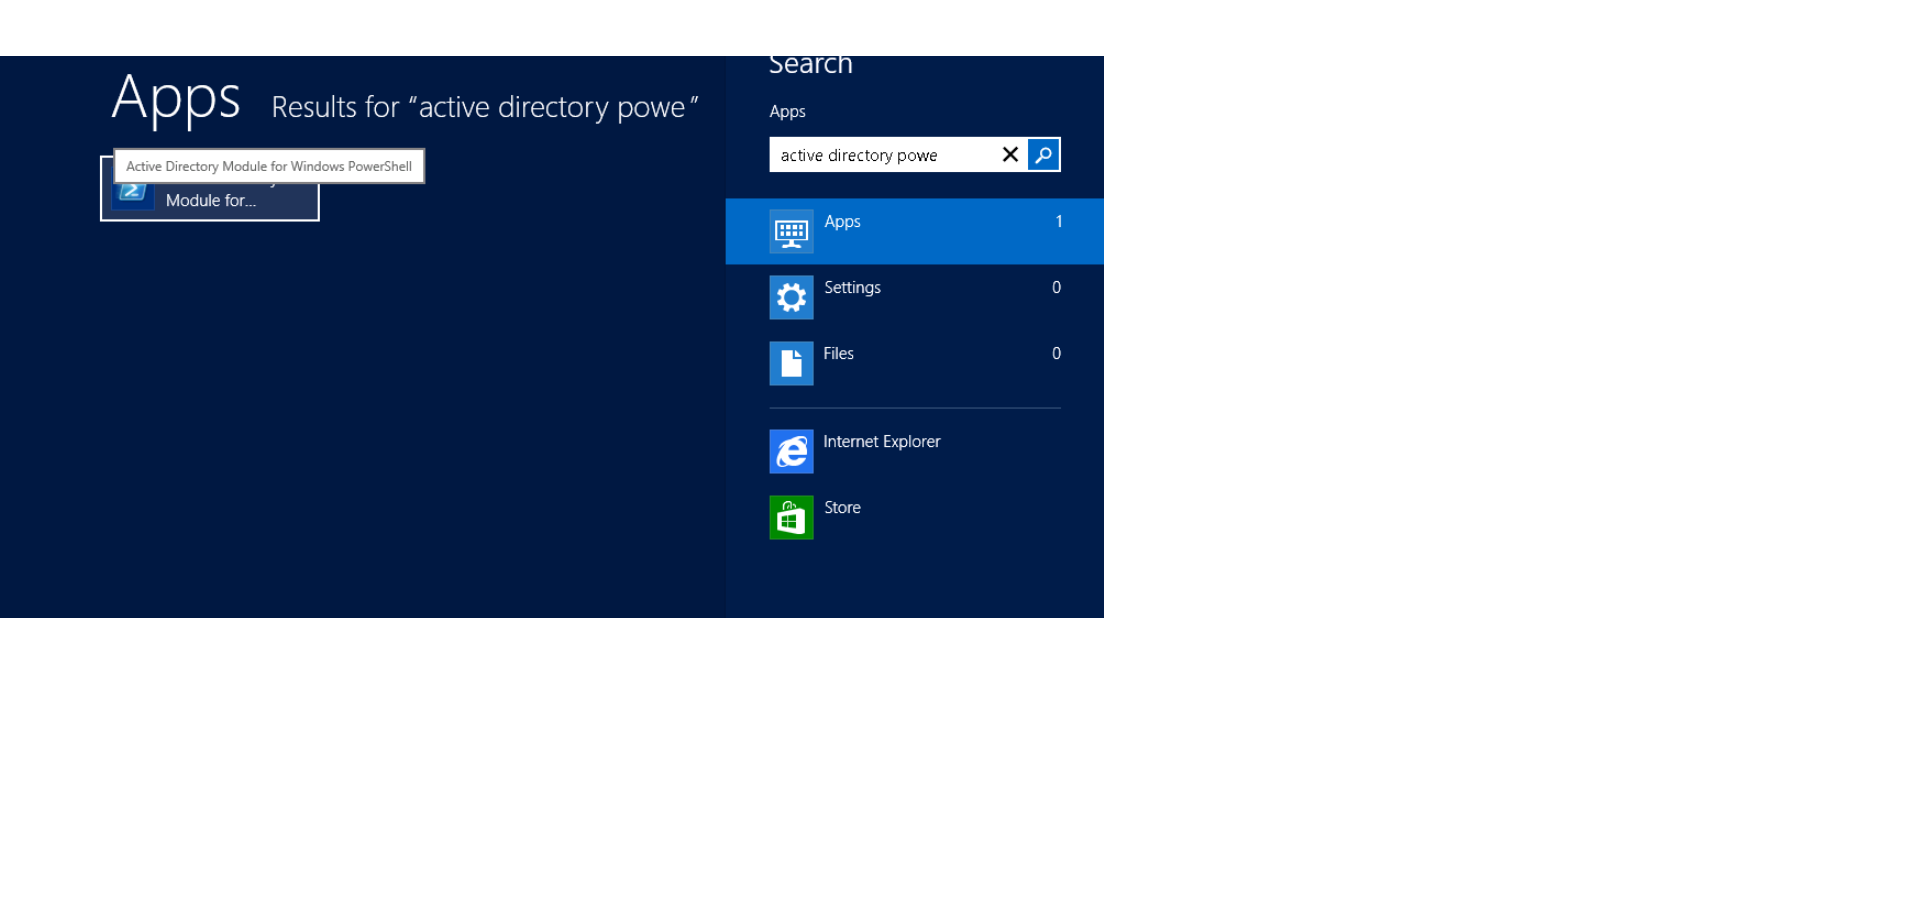 Apps Results for “active directory powe”
Active Directory Module for Windows PowerShell
Module for...
Search
Apps
active directory powe
Apps 1
Settings 0
Files 0
Internet Explorer
Store